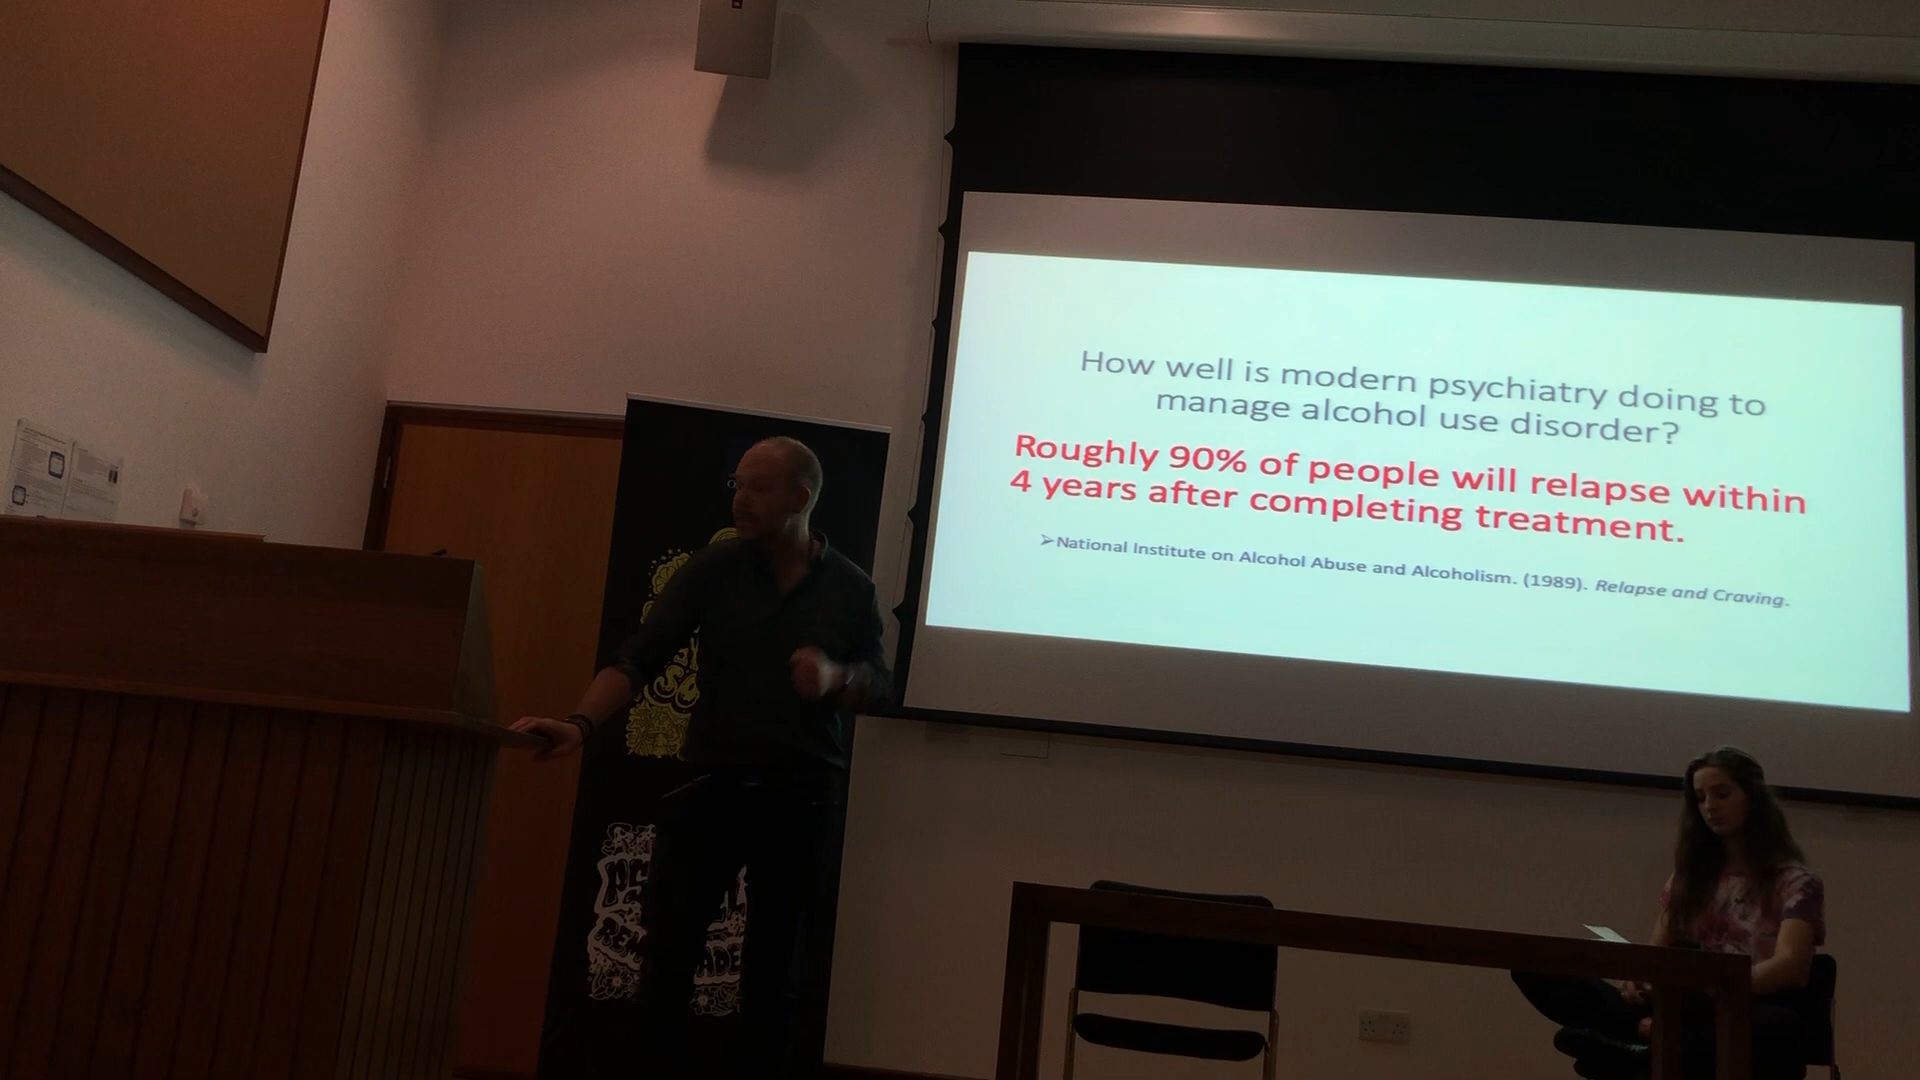 How well is modern psychiatry doing to
manage alcohol use disorder?
Roughly 90% of people will relapse within
4 years after completing treatment.
➢National Institute on Alcohol Abuse and Alcoholism. (1989). Relapse and Craving.